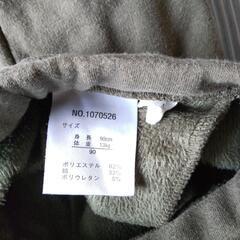 NO.1070526
サイズ
身長 90cm
体重 13kg
90
ポリエステル 62%
綿 33%
ポリウレタン 5%